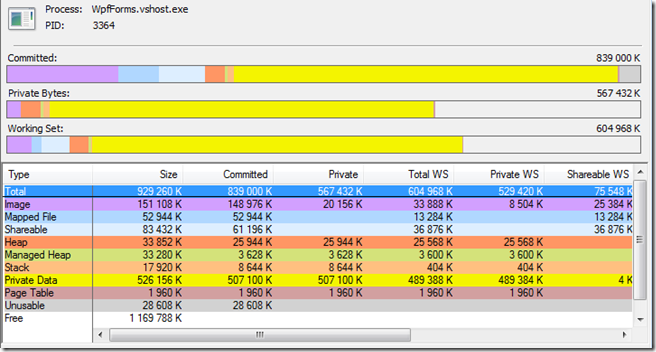 Process: WpfForms.vshost.exe
PID: 3364
Committed: 839 000 K
Private Bytes: 567 432 K
Working Set: 604 968 K
Type Size Committed Private Total WS Private WS Shareable WS
Total 929 260 K 839 000 K 567 432 K 604 968 K 529 420 K 75 548 K
Image 151 108 K 148 976 K 20 156 K 33 888 K 8 504 K 25 384 K
Mapped File 52 944 K 52 944 K 13 284 K 13 284 K
Shareable 83 432 K 61 196 K 36 876 K 36 876 K
Heap 33 852 K 25 944 K 25 944 K 25 568 K 25 568 K
Managed Heap 33 280 K 3 628 K 3 628 K 3 600 K 3 600 K
Stack 17 920 K 8 644 K 8 644 K 404 K 404 K
Private Data 526 156 K 507 100 K 507 100 K 489 388 K 489 384 K 4 K
Page Table 1 960 K 1 960 K 1 960 K 1 960 K 1 960 K
Unusable 28 608 K 28 608 K
Free 1 169 788 K